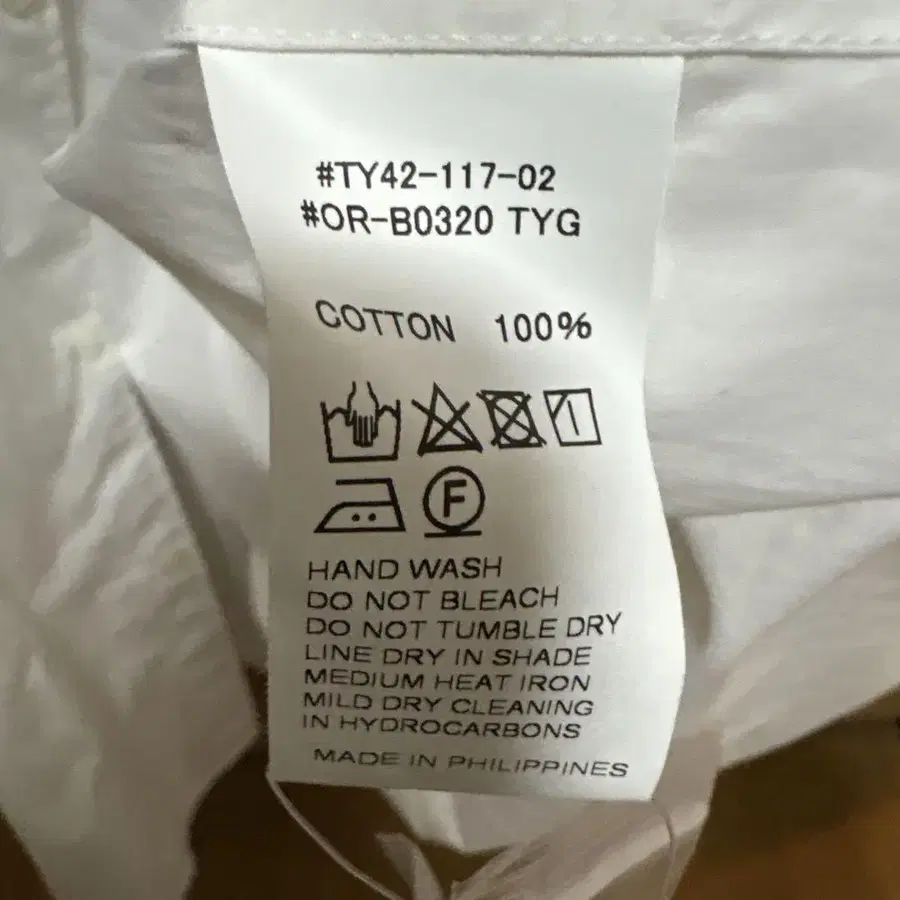 #TY42-117-02
#OR-B0320 TYG
COTTON 100%
F
HAND WASH
DO NOT BLEACH
DO NOT TUMBLE DRY
LINE DRY IN SHADE
MEDIUM HEAT IRON
MILD DRY CLEANING
IN HYDROCARBONS
MADE IN PHILIPPINES